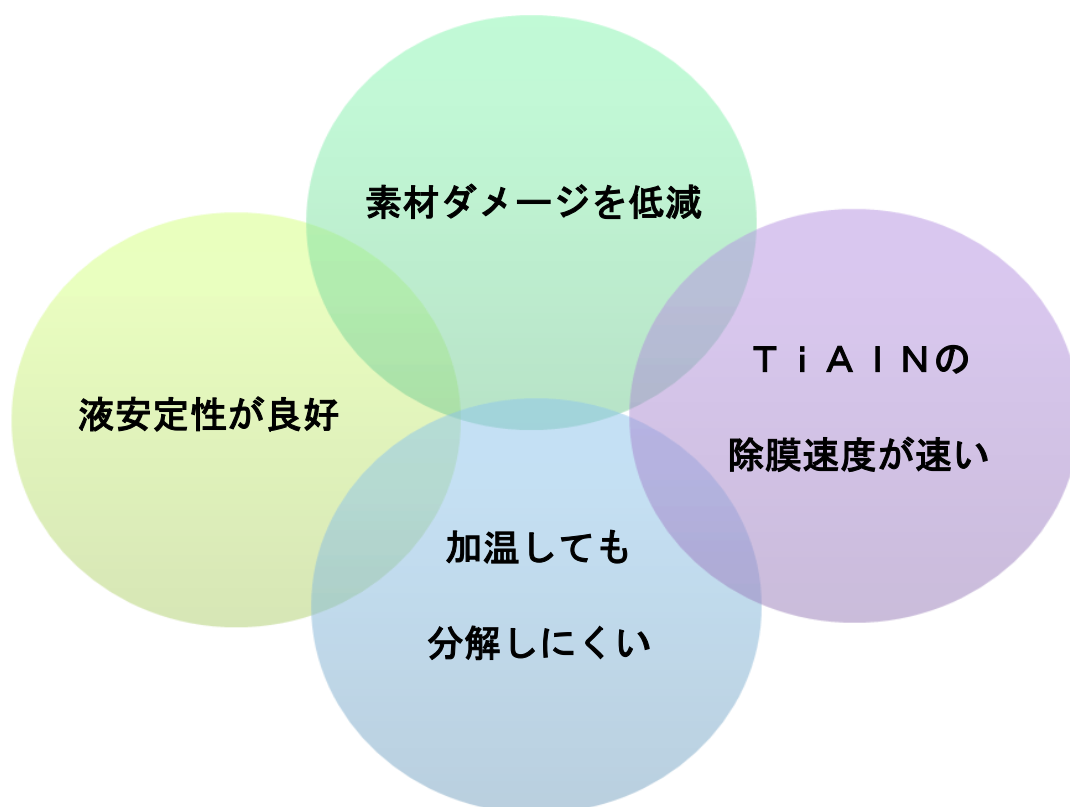 素材ダメージを低減
液安定性が良好
ＴｉＡｌＮの
除膜速度が速い
加温しても
分解しにくい